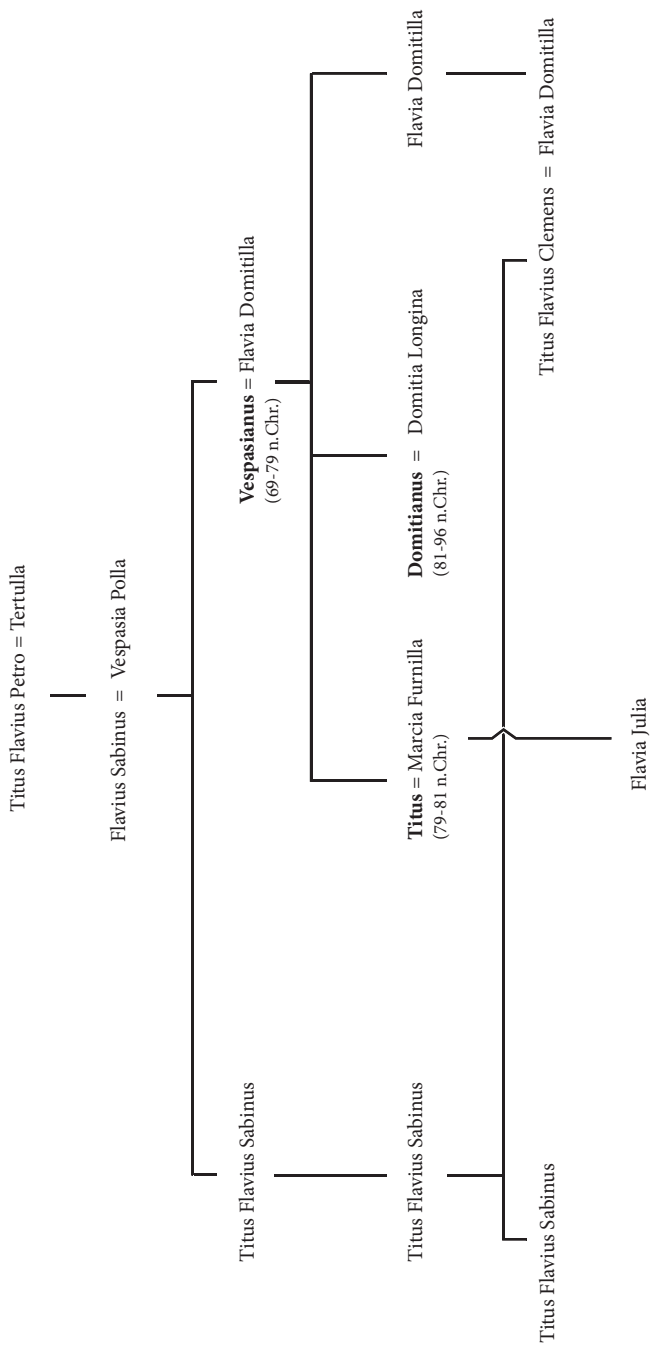 Titus Flavius Petro = Tertulla
Flavius Sabinus = Vespasia Polla
Titus Flavius Sabinus
Vespasianus = Flavia Domitilla
(69-79 n.Chr.)
Titus Flavius Sabinus
Titus = Marcia Furnilla
(79-81 n.Chr.)
Domitianus = Domitia Longina
(81-96 n.Chr.)
Flavia Domitilla
Titus Flavius Sabinus
Titus Flavius Clemens = Flavia Domitilla
Flavia Julia